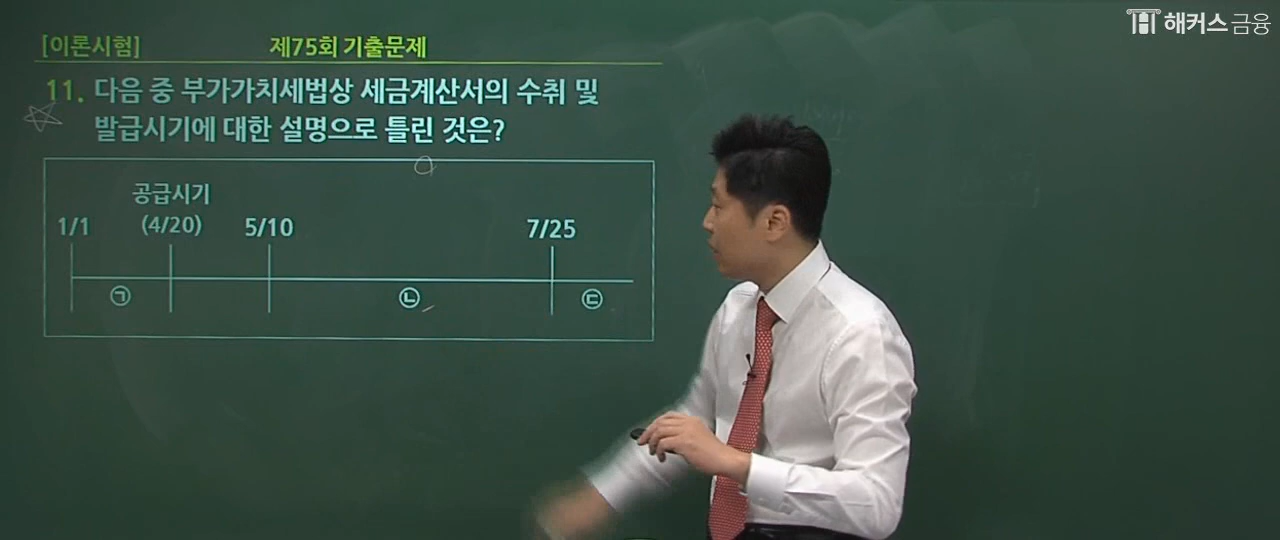 해커스금융
[이론시험] 제75회 기출문제
11. 다음 중 부가가치세법상 세금계산서의 수취 및
발급시기에 대한 설명으로 틀린 것은?
공급시기
1/1 (4/20) 5/10 7/25
㉠ ㉡ ㉢